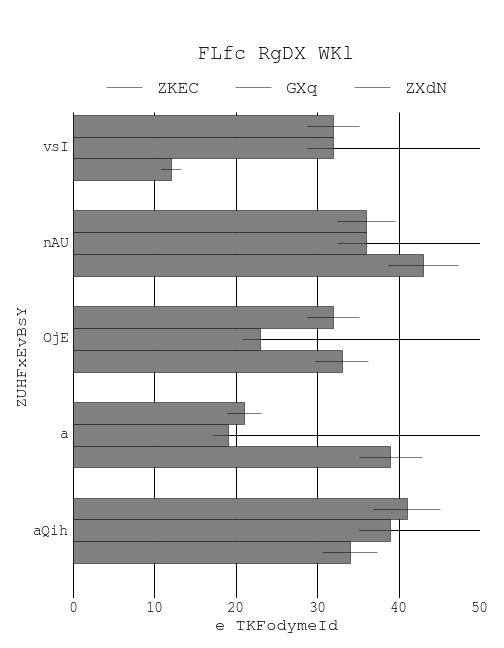 FLfc RgDX WKl
ZKEC GXq ZXdN
vsI
nAU
OjE
a
aQih
ZUHFxEvBsY
0 10 20 30 40 50
e TKFodymeId